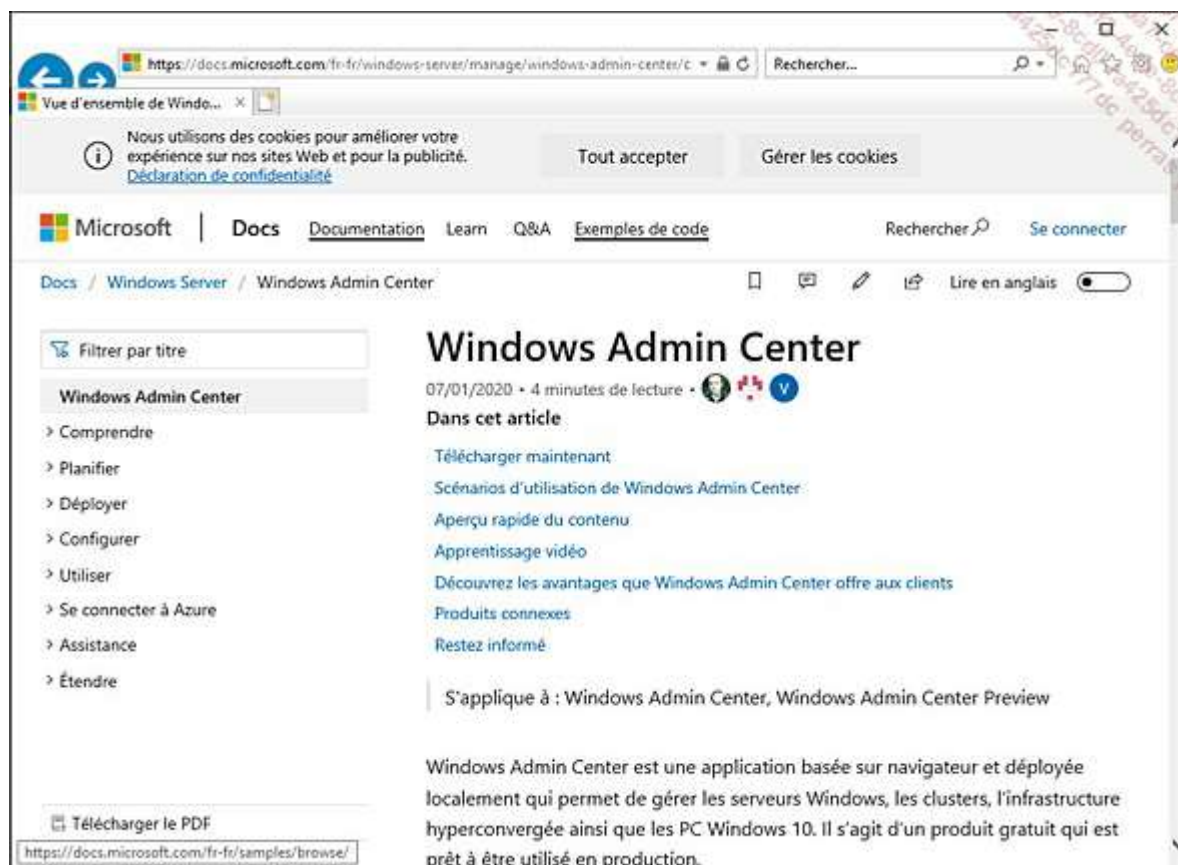 https://docs.microsoft.com/fr-fr/windows-server/manage/windows-admin-center/c
Rechercher...
Vue d'ensemble de Windo...
Nous utilisons des cookies pour améliorer votre
expérience sur nos sites Web et pour la publicité.
Déclaration de confidentialité
Tout accepter
Gérer les cookies
Microsoft
Docs
Documentation
Learn
Q&A
Exemples de code
Rechercher
Se connecter
Docs / Windows Server / Windows Admin Center
Lire en anglais
Filtrer par titre
Windows Admin Center
Comprendre
Planifier
Déployer
Configurer
Utiliser
Se connecter à Azure
Assistance
Étendre
Télécharger le PDF
https://docs.microsoft.com/fr-fr/samples/browse/
Windows Admin Center
07/01/2020 • 4 minutes de lecture •
V
Dans cet article
Télécharger maintenant
Scénarios d'utilisation de Windows Admin Center
Aperçu rapide du contenu
Apprentissage vidéo
Découvrez les avantages que Windows Admin Center offre aux clients
Produits connexes
Restez informé
S'applique à : Windows Admin Center, Windows Admin Center Preview
Windows Admin Center est une application basée sur navigateur et déployée
localement qui permet de gérer les serveurs Windows, les clusters, l'infrastructure
hyperconvergée ainsi que les PC Windows 10. Il s'agit d'un produit gratuit qui est
prêt à être utilisé en production.